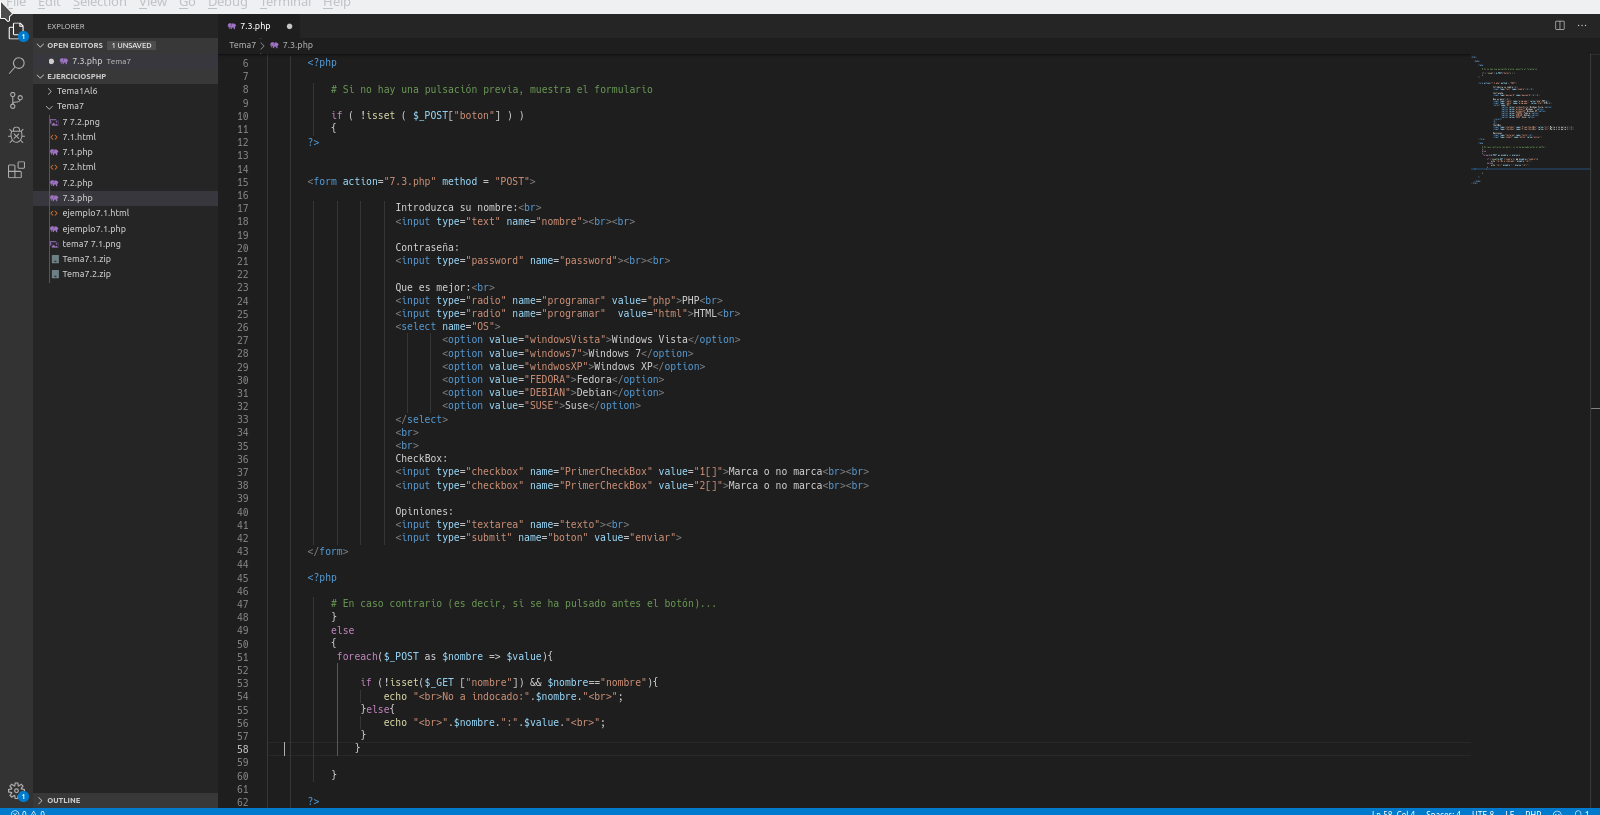 File Edit Selection View Go Debug Terminal Help
EXPLORER
OPEN EDITORS 1 UNSAVED
7.3.php Tema7
EJERCICIOSPHP
Tema1Al6
Tema7
7 7.2.png
7.1.html
7.1.php
7.2.html
7.2.php
7.3.php
ejemplo7.1.html
ejemplo7.1.php
tema7 7.1.png
Tema7.1.zip
Tema7.2.zip
OUTLINE
1
1
7.3.php
Tema7 > 7.3.php
6 <?php
7
8 # Si no hay una pulsación previa, muestra el formulario
9
10 if ( !isset ( $_POST["boton"] ) )
11 {
12 ?>
13
14
15 <form action="7.3.php" method = "POST">
16
17 Introduzca su nombre:<br>
18 <input type="text" name="nombre"><br><br>
19
20 Contraseña:
21 <input type="password" name="password"><br><br>
22
23 Que es mejor:<br>
24 <input type="radio" name="programar" value="php">PHP<br>
25 <input type="radio" name="programar"  value="html">HTML<br>
26 <select name="OS">
27 <option value="windowsVista">Windows Vista</option>
28 <option value="windows7">Windows 7</option>
29 <option value="windwosXP">Windows XP</option>
30 <option value="FEDORA">Fedora</option>
31 <option value="DEBIAN">Debian</option>
32 <option value="SUSE">Suse</option>
33 </select>
34 <br>
35 <br>
36 CheckBox:
37 <input type="checkbox" name="PrimerCheckBox" value="1[]">Marca o no marca<br><br>
38 <input type="checkbox" name="PrimerCheckBox" value="2[]">Marca o no marca<br><br>
39
40 Opiniones:
41 <input type="textarea" name="texto"><br>
42 <input type="submit" name="boton" value="enviar">
43 </form>
44
45 <?php
46
47 # En caso contrario (es decir, si se ha pulsado antes el botón)...
48 }
49 else
50 {
51 foreach($_POST as $nombre => $value){
52
53 if (!isset($_GET ["nombre"]) && $nombre=="nombre"){
54 echo "<br>No a indocado:".$nombre."<br>";
55 }else{
56 echo "<br>".$nombre.":".$value."<br>";
57 }
58 }
59
60 }
61
62 ?>
0 0 Ln 58, Col 4 Spaces: 4 UTF-8 LF PHP 1